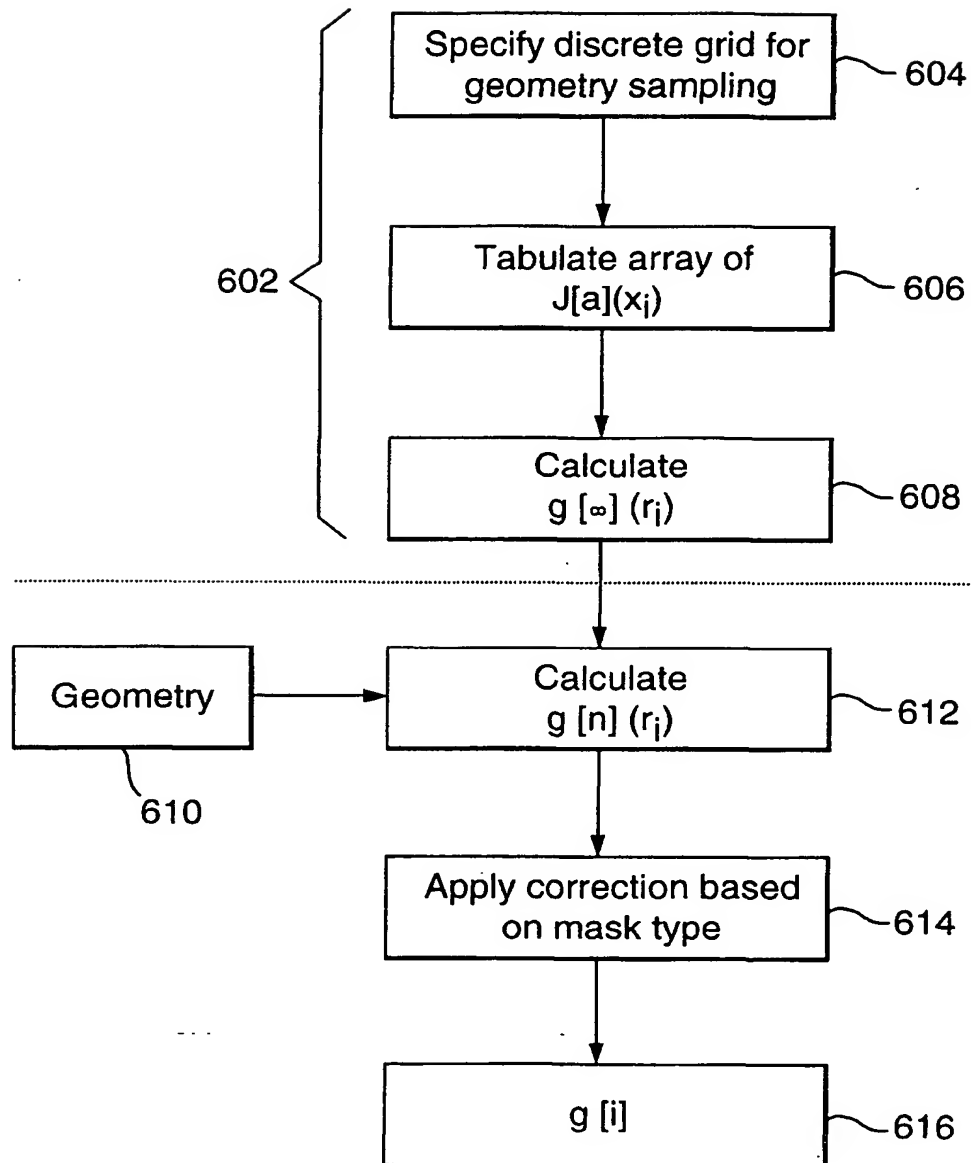 Specify discrete grid for
geometry sampling
604
602
Tabulate array of
J[a](xi)
606
Calculate
g [∞] (ri)
608
Geometry
610
Calculate
g [n] (ri)
612
Apply correction based
on mask type
614
g [i]
616